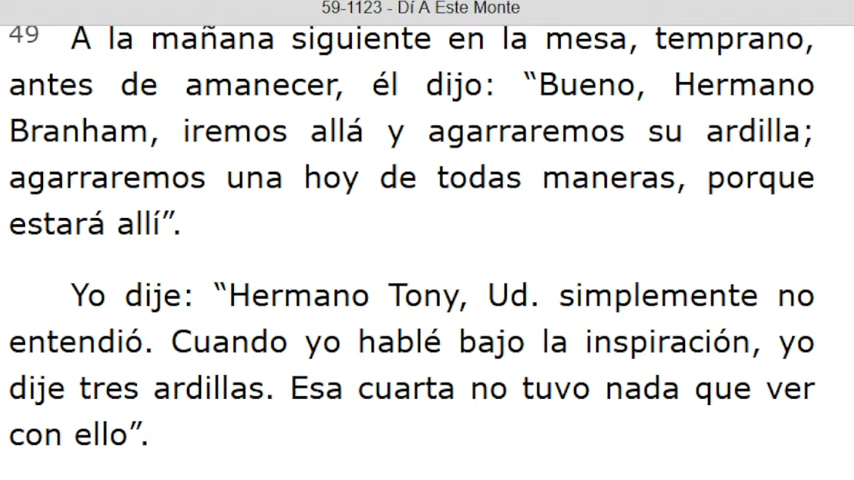 59-1123 - Dí A Este Monte
49 A la mañana siguiente en la mesa, temprano,
antes de amanecer, él dijo: “Bueno, Hermano
Branham, iremos allá y agarraremos su ardilla;
agarraremos una hoy de todas maneras, porque
estará allí”.
Yo dije: “Hermano Tony, Ud. simplemente no
entendió. Cuando yo hablé bajo la inspiración, yo
dije tres ardillas. Esa cuarta no tuvo nada que ver
con ello”.